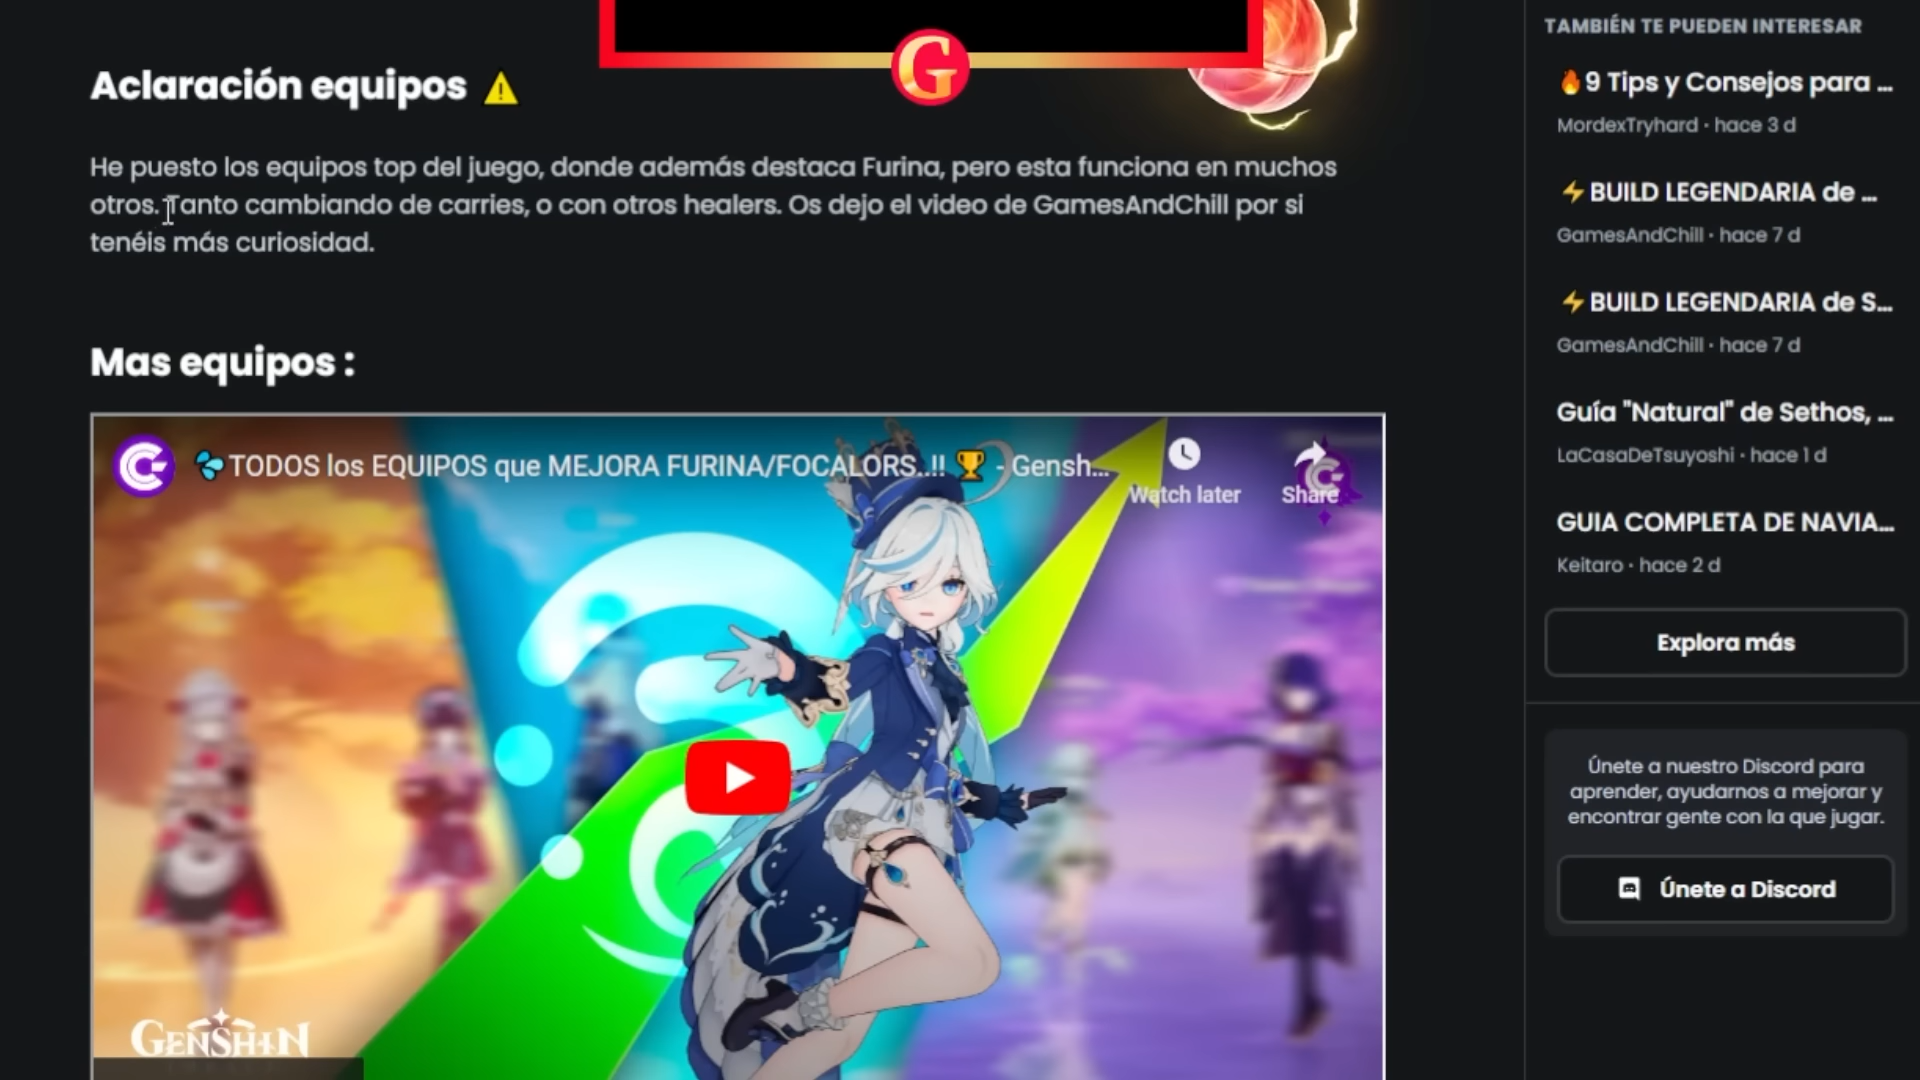 Aclaración equipos ⚠️
He puesto los equipos top del juego, donde además destaca Furina, pero esta funciona en muchos
otros. Tanto cambiando de carries, o con otros healers. Os dejo el video de GamesAndChill por si
tenéis más curiosidad.
Mas equipos :
💦TODOS los EQUIPOS que MEJORA FURINA/FOCALORS..!! 🏆 - Gensh...
Watch later
Share
GENSHIN
G
TAMBIÉN TE PUEDEN INTERESAR
🔥9 Tips y Consejos para ...
MordexTryhard · hace 3 d
⚡BUILD LEGENDARIA de ...
GamesAndChill · hace 7 d
⚡BUILD LEGENDARIA de S...
GamesAndChill · hace 7 d
Guía "Natural" de Sethos, ...
LaCasaDeTsuyoshi · hace 1 d
GUIA COMPLETA DE NAVIA...
Keitaro · hace 2 d
Explora más
Únete a nuestro Discord para
aprender, ayudarnos a mejorar y
encontrar gente con la que jugar.
Únete a Discord